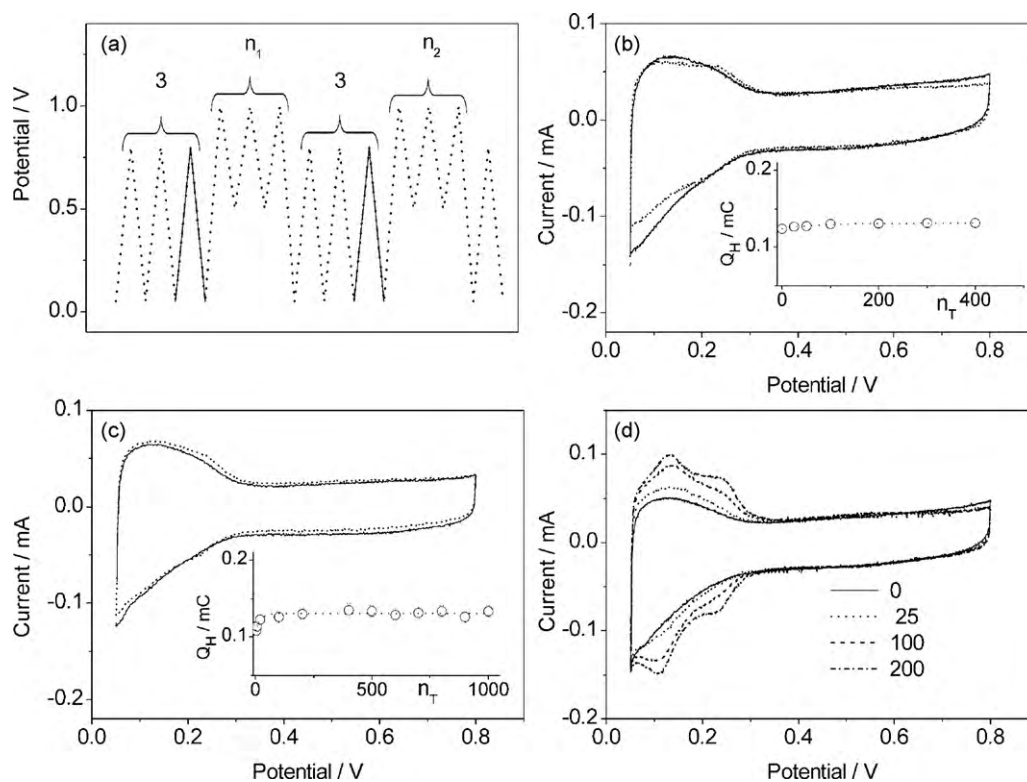 (a)
3
n1
3
n2
Potential / V
1.0
0.5
0.0
(b)
Current / mA
0.1
0.0
-0.1
-0.2
0.0 0.2 0.4 0.6 0.8
Potential / V
QH / mC
0.2
0.1
0 200 400
nT
(c)
Current / mA
0.1
0.0
-0.1
-0.2
0.0 0.2 0.4 0.6 0.8
Potential / V
QH / mC
0.2
0.1
0 500 1000
nT
(d)
Current / mA
0.1
0.0
-0.1
-0.2
0
25
100
200
0.0 0.2 0.4 0.6 0.8
Potential / V